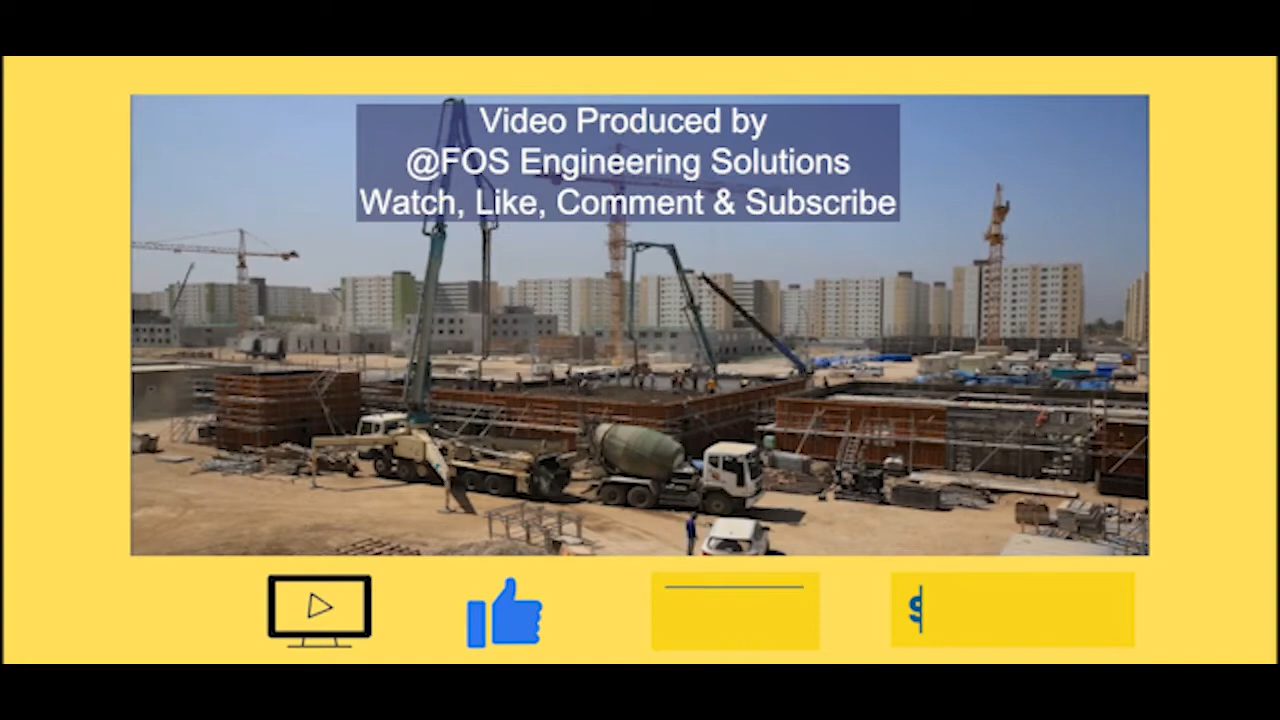 Video Produced by
@FOS Engineering Solutions
Watch, Like, Comment & Subscribe